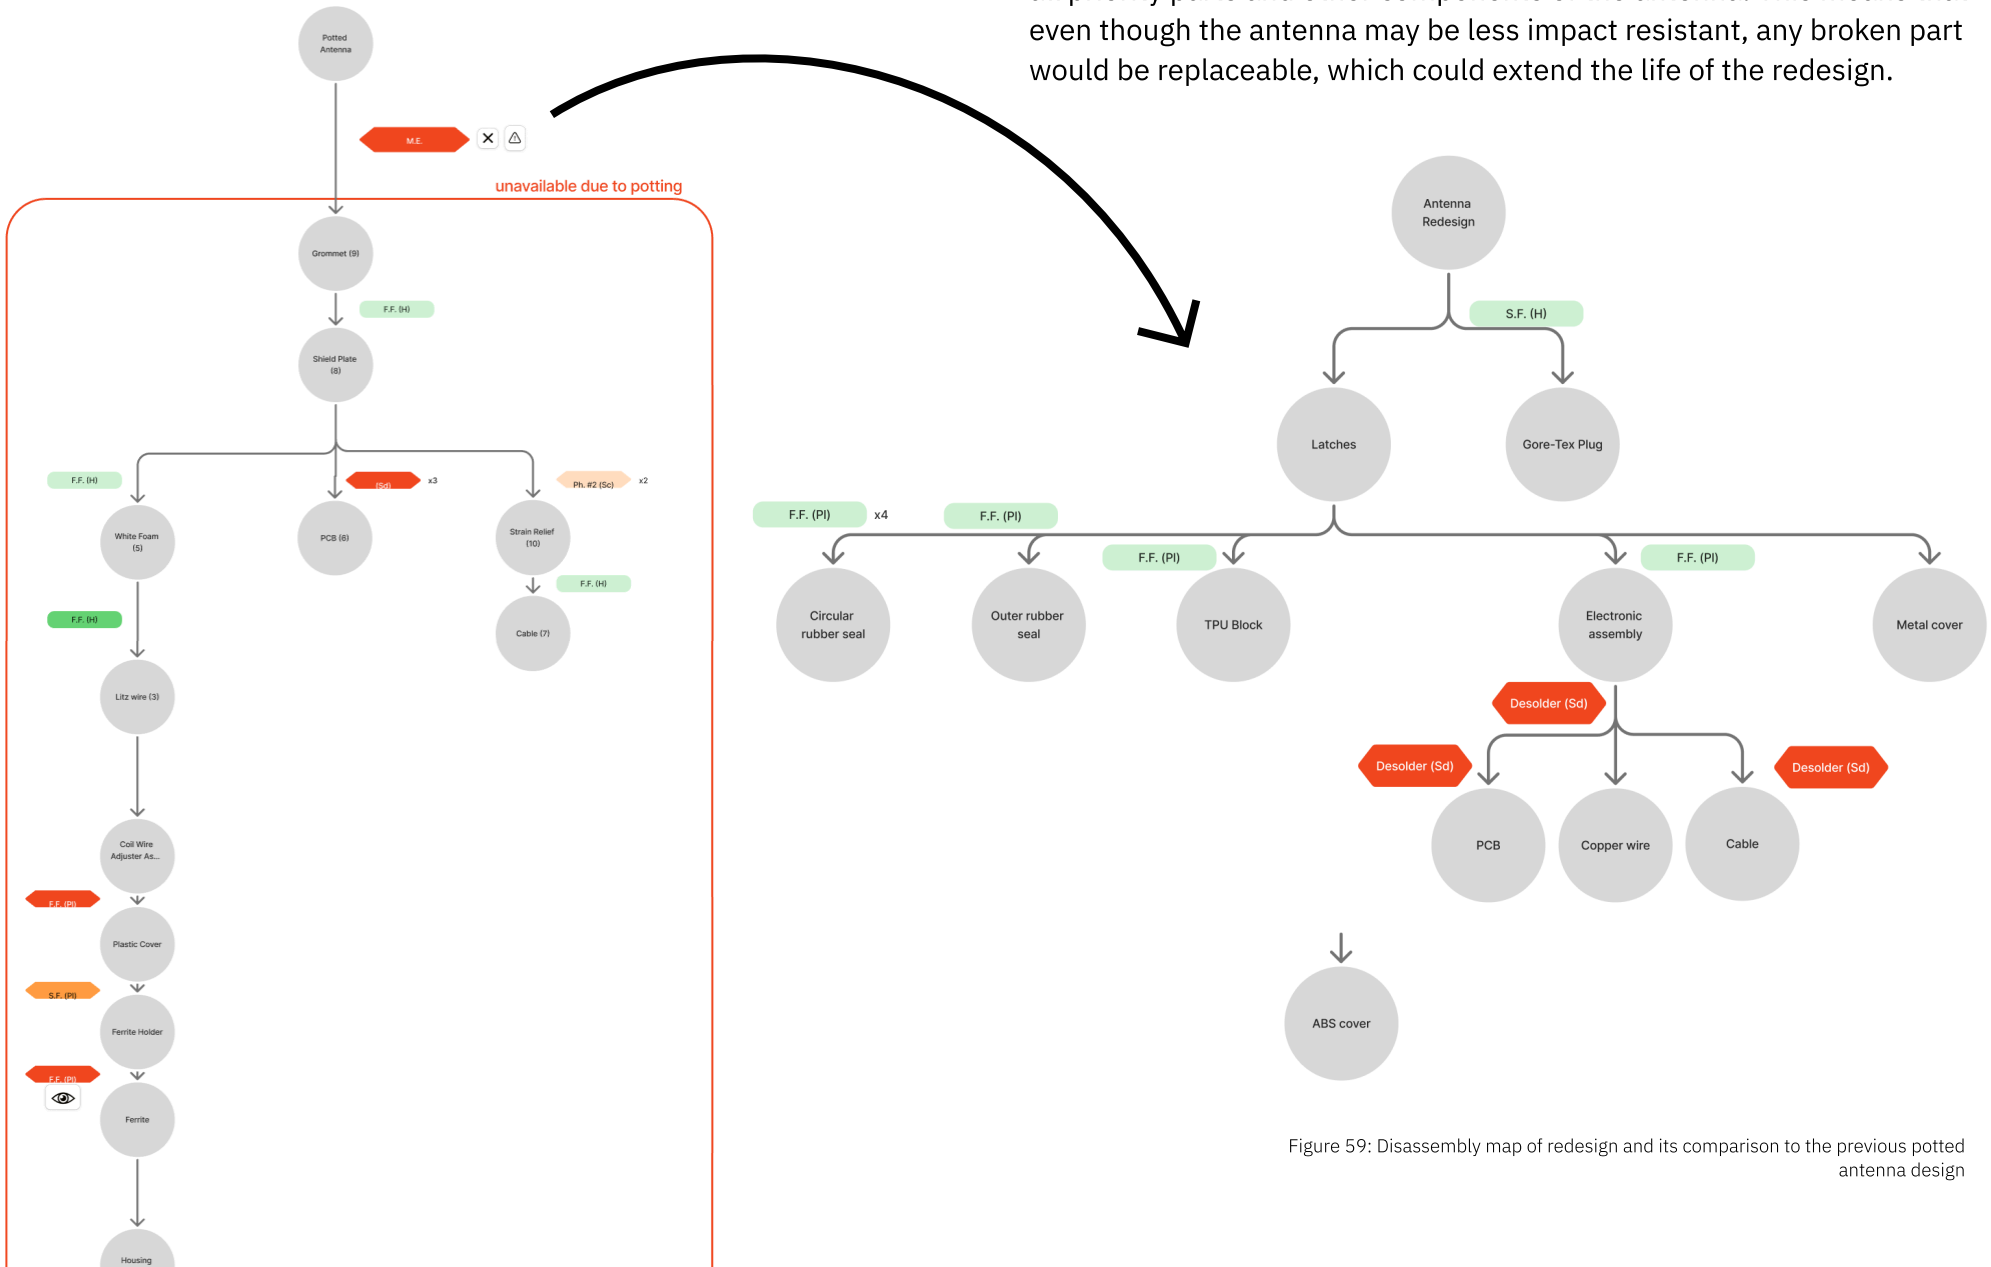 even though the antenna may be less impact resistant, any broken part
would be replaceable, which could extend the life of the redesign.
Potted
Antenna
M.E.
unavailable due to potting
Grommet (9)
F.F. (H)
Shield Plate
(8)
F.F. (H)
(Sd)
x3
Ph. #2 (Sc)
x2
White Foam
(5)
PCB (6)
Strain Relief
(10)
F.F. (H)
Cable (7)
F.F. (H)
Litz wire (3)
Coil Wire
Adjuster As...
F.F. (Pl)
Plastic Cover
S.F. (Pl)
Ferrite Holder
F.F. (Pl)
Ferrite
Housing
Antenna
Redesign
S.F. (H)
Latches
Gore-Tex Plug
F.F. (Pl)
x4
F.F. (Pl)
F.F. (Pl)
F.F. (Pl)
Circular
rubber seal
Outer rubber
seal
TPU Block
Electronic
assembly
Metal cover
Desolder (Sd)
Desolder (Sd)
Desolder (Sd)
PCB
Copper wire
Cable
ABS cover
Figure 59: Disassembly map of redesign and its comparison to the previous potted
antenna design